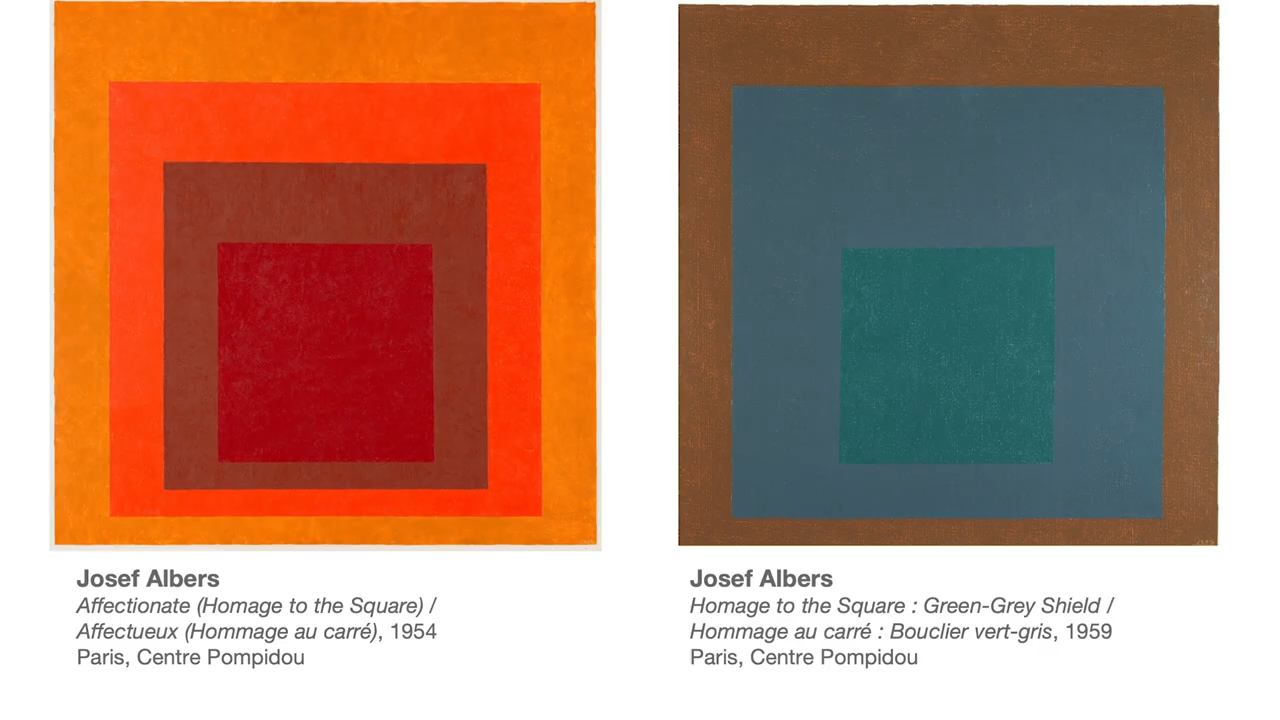 Josef Albers
Affectionate (Homage to the Square) /
Affectueux (Hommage au carré), 1954
Paris, Centre Pompidou
Josef Albers
Homage to the Square : Green-Grey Shield /
Hommage au carré : Bouclier vert-gris, 1959
Paris, Centre Pompidou